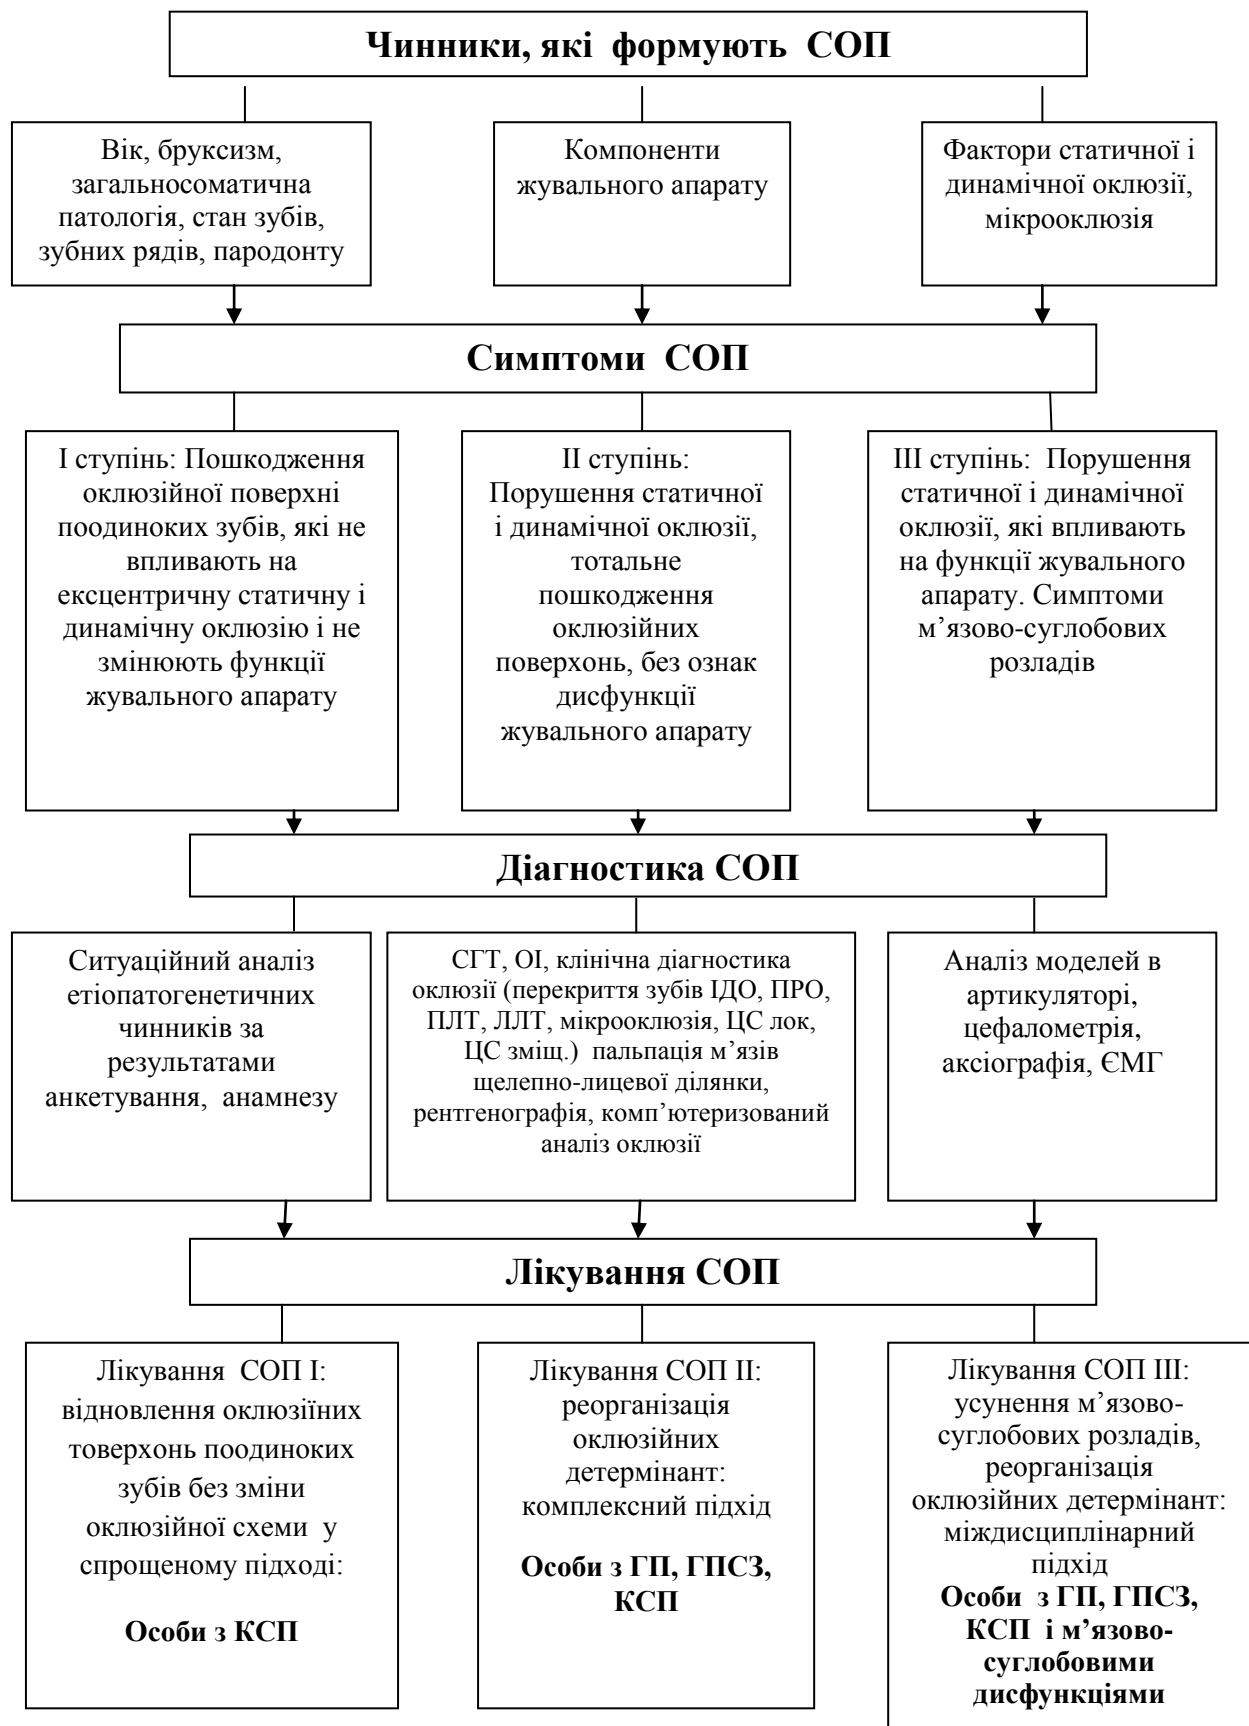 Чинники, які формують СОП
Вік, бруксизм,
загальносоматична
патологія, стан зубів,
зубних рядів, пародонту
Компоненти
жувального апарату
Фактори статичної і
динамічної оклюзії,
мікрооклюзія
Симптоми СОП
І ступінь: Пошкодження
оклюзійної поверхні
поодиноких зубів, які не
впливають на
ексцентричну статичну і
динамічну оклюзію і не
змінюють функції
жувального апарату
ІІ ступінь:
Порушення статичної
і динамічної оклюзії,
тотальне
пошкодження
оклюзійних
поверхонь, без ознак
дисфункції
жувального апарату
ІІІ ступінь: Порушення
статичної і динамічної
оклюзії, які впливають
на функції жувального
апарату. Симптоми
м’язово-суглобових
розладів
Діагностика СОП
Ситуаційний аналіз
етіопатогенетичних
чинників за
результатами
анкетування, анамнезу
СГТ, ОІ, клінічна діагностика
оклюзії (перекриття зубів ІДО, ПРО,
ПЛТ, ЛЛТ, мікрооклюзія, ЦС лок,
ЦС зміщ.) пальпація м’язів
щелепно-лицевої ділянки,
рентгенографія, комп’ютеризований
аналіз оклюзії
Аналіз моделей в
артикуляторі,
цефалометрія,
аксіографія, ЄМГ
Лікування СОП
Лікування СОП І:
відновлення оклюзіїних
товерхонь поодиноких
зубів без зміни
оклюзійної схеми у
спрощеному підході:
Особи з КСП
Лікування СОП ІІ:
реорганізація
оклюзійних
детермінант:
комплексний підхід
Особи з ГП, ГПСЗ,
КСП
Лікування СОП ІІІ:
усунення м’язово-
суглобових розладів,
реорганізація
оклюзійних детермінант:
міждисциплінарний
підхід
Особи з ГП, ГПСЗ,
КСП і м’язово-
суглобовими
дисфункціями